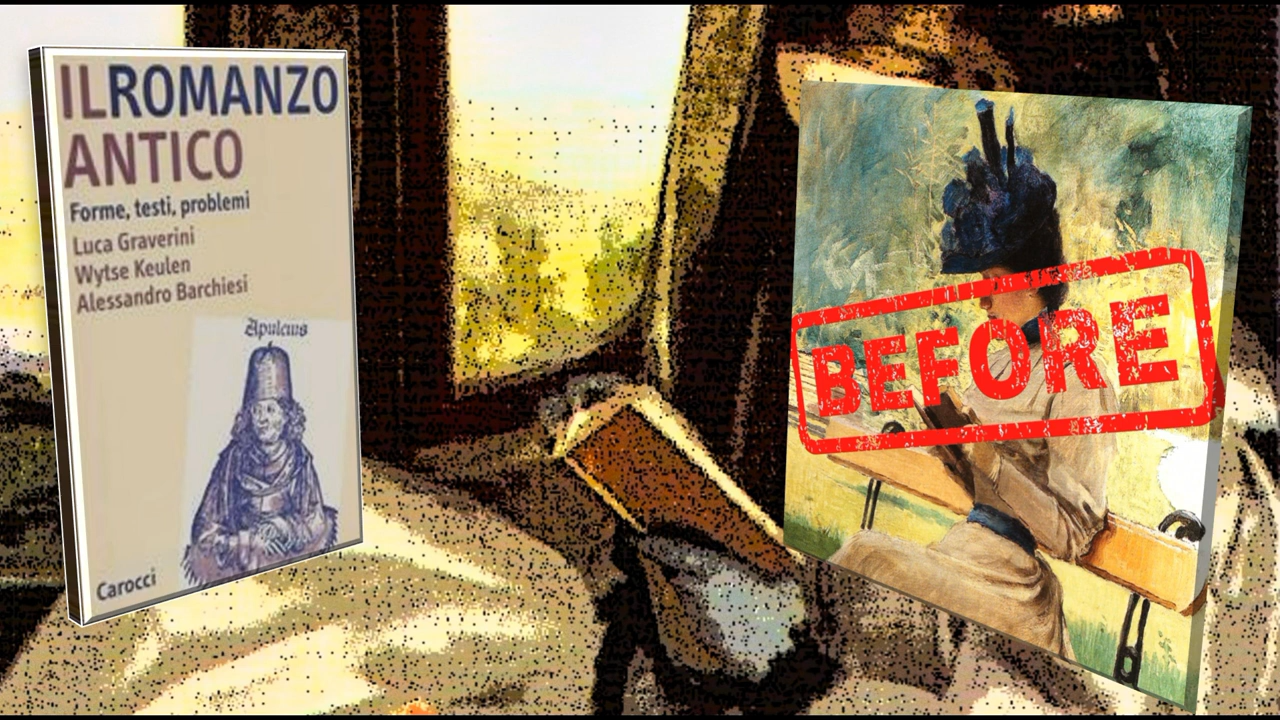 ILROMANZO
ANTICO
Forme, testi, problemi
Luca Graverini
Wytse Keulen
Alessandro Barchiesi
Apuleius
Carocci
BEFORE